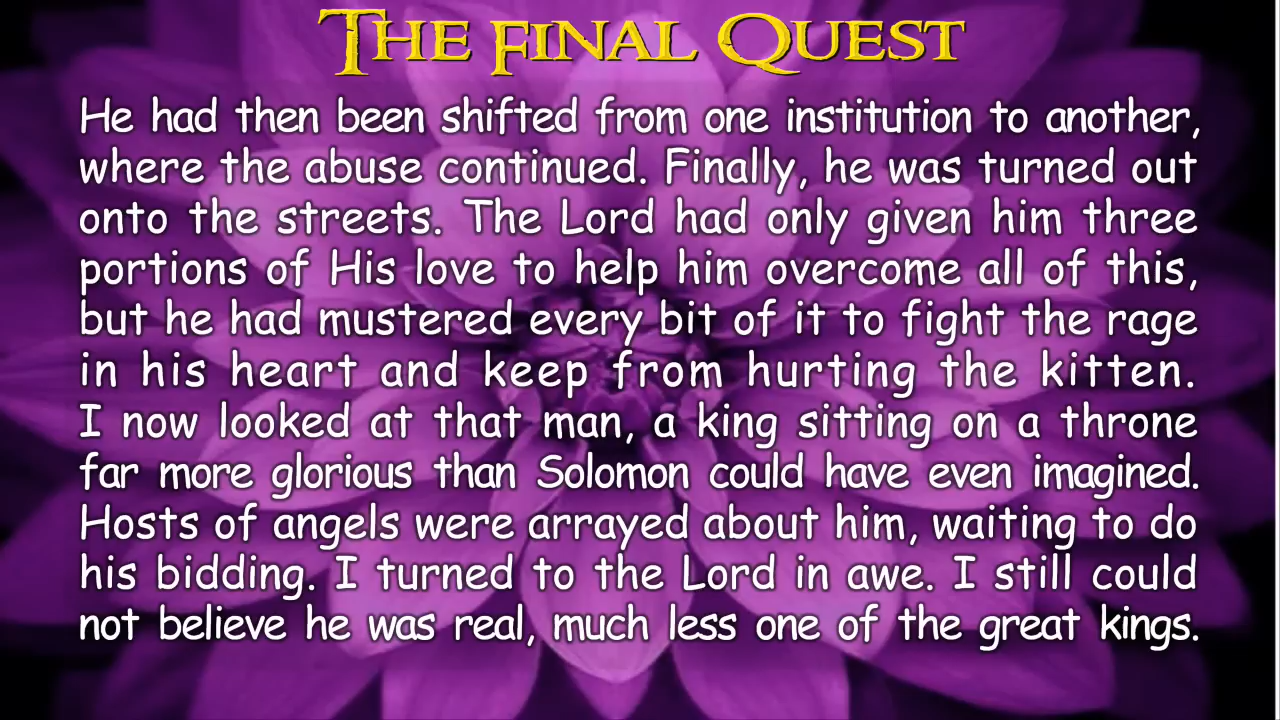 The Final Quest
He had then been shifted from one institution to another,
where the abuse continued. Finally, he was turned out
onto the streets. The Lord had only given him three
portions of His love to help him overcome all of this,
but he had mustered every bit of it to fight the rage
in his heart and keep from hurting the kitten.
I now looked at that man, a king sitting on a throne
far more glorious than Solomon could have even imagined.
Hosts of angels were arrayed about him, waiting to do
his bidding. I turned to the Lord in awe. I still could
not believe he was real, much less one of the great kings.